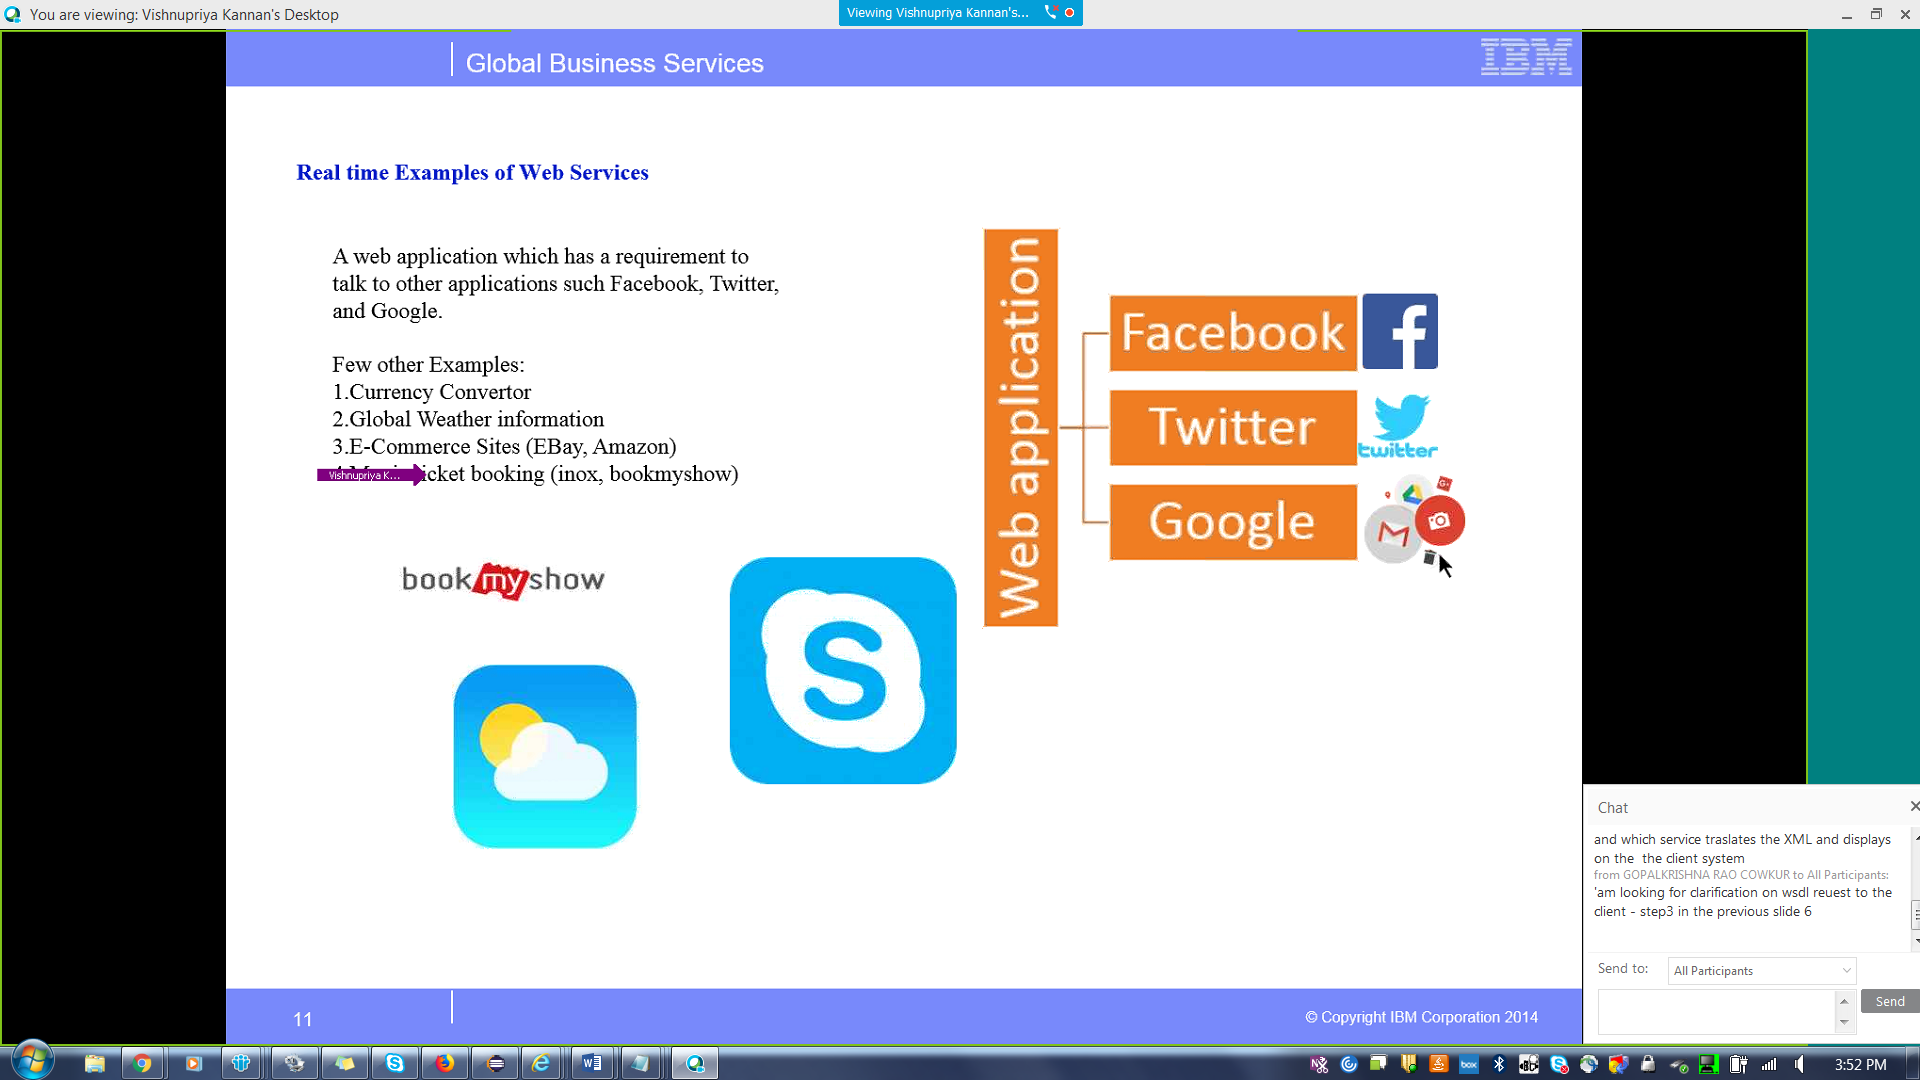 You are viewing: Vishnupriya Kannan's Desktop
Viewing Vishnupriya Kannan's...
Global Business Services
IBM
Real time Examples of Web Services
A web application which has a requirement to
talk to other applications such Facebook, Twitter,
and Google.
Few other Examples:
1.Currency Convertor
2.Global Weather information
3.E-Commerce Sites (EBay, Amazon)
Vishnupriya K...
booking (inox, bookmyshow)
Web application
Facebook
f
Twitter
twitter
Google
G+
M
bookmyshow
S
Chat
and which service traslates the XML and displays
on the the client system
from GOPALKRISHNA RAO COWKUR to All Participants:
'am looking for clarification on wsdl reuest to the
client - step3 in the previous slide 6
Send to:
All Participants
Send
11
© Copyright IBM Corporation 2014
box
3:52 PM